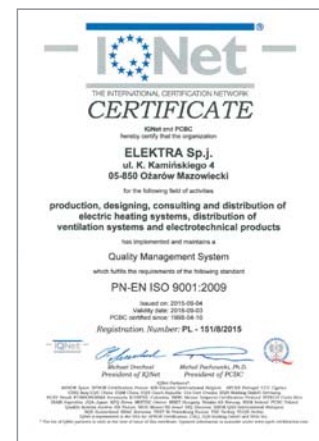 IQNet
®
THE INTERNATIONAL CERTIFICATION NETWORK
CERTIFICATE
IQNet and PCBC
hereby certify that the organization
ELEKTRA Sp.j.
ul. K. Kamińskiego 4
05-850 Ożarów Mazowiecki
for the following field of activities
production, designing, consulting and distribution of
electric heating systems, distribution of
ventilation systems and electrotechnical products
has implemented and maintains a
Quality Management System
which fulfills the requirements of the following standard
PN-EN ISO 9001:2009
Issued on: 2015-09-04
Validity date: 2018-09-03
PCBC certified since: 1998-04-10
Registration Number: PL - 151/8/2015
IQNet
Michael Drechsel
President of IQNet
Michał Pachowski, Ph.D.
President of PCBC
IQNet Partners*: